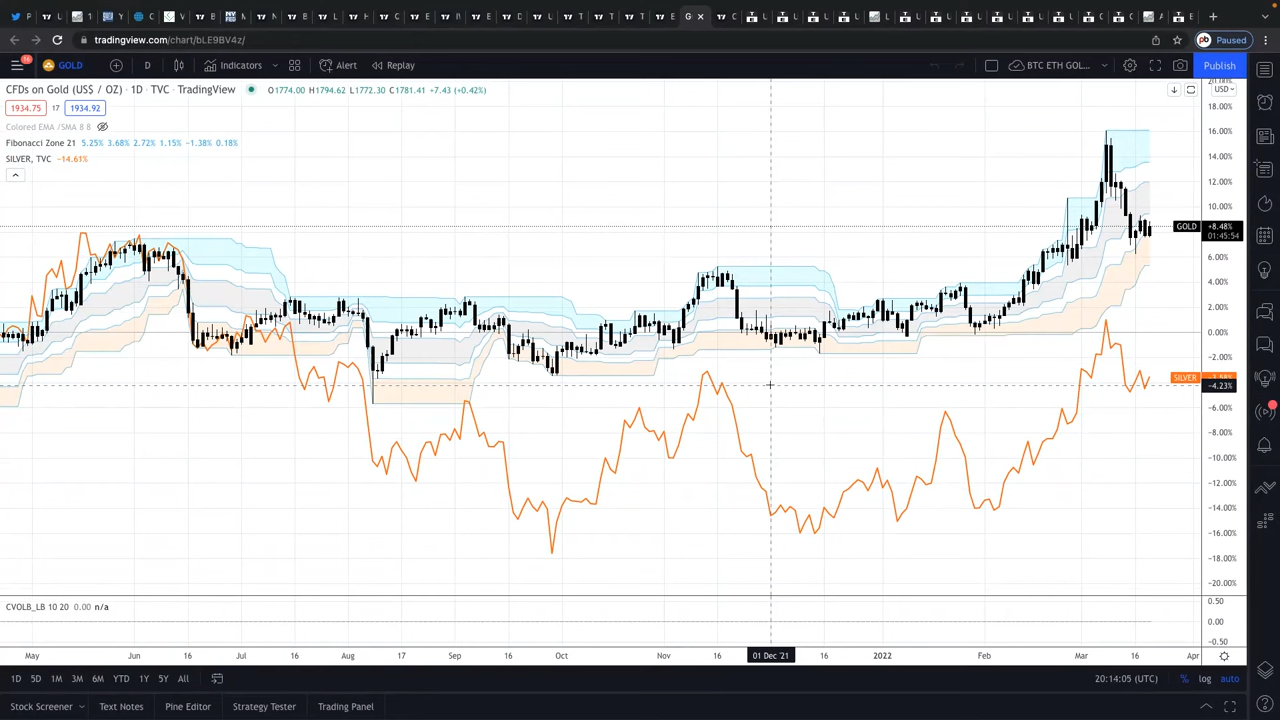 tradingview.com/chart/bLE9BV4z/
Paused
16
GOLD
D
Indicators
Alert
Replay
BTC ETH GOL...
Publish
CFDs on Gold (US$ / OZ) · 1D · TVC · TradingView
O1774.00 H1794.62 L1772.30 C1781.41 +7.43 (+0.42%)
USD
1934.75 17 1934.92
Colored EMA /SMA 8 8
Fibonacci Zone 21 5.25% 3.68% 2.72% 1.15% −1.38% 0.18%
SILVER, TVC −14.61%
18.00%
16.00%
14.00%
12.00%
10.00%
GOLD +8.48%
01:45:54
6.00%
4.00%
2.00%
0.00%
−2.00%
SILVER
−4.23%
−6.00%
−8.00%
−10.00%
−12.00%
−14.00%
−16.00%
−18.00%
−20.00%
CVOLB_LB 10 20 0.00 n/a
0.50
0.00
−0.50
May Jun 16 Jul 16 Aug 17 Sep 16 Oct Nov 16 01 Dec '21 16 2022 Feb Mar 16 Apr
1D 5D 1M 3M 6M YTD 1Y 5Y All
20:14:05 (UTC) % log auto
Stock Screener Text Notes Pine Editor Strategy Tester Trading Panel